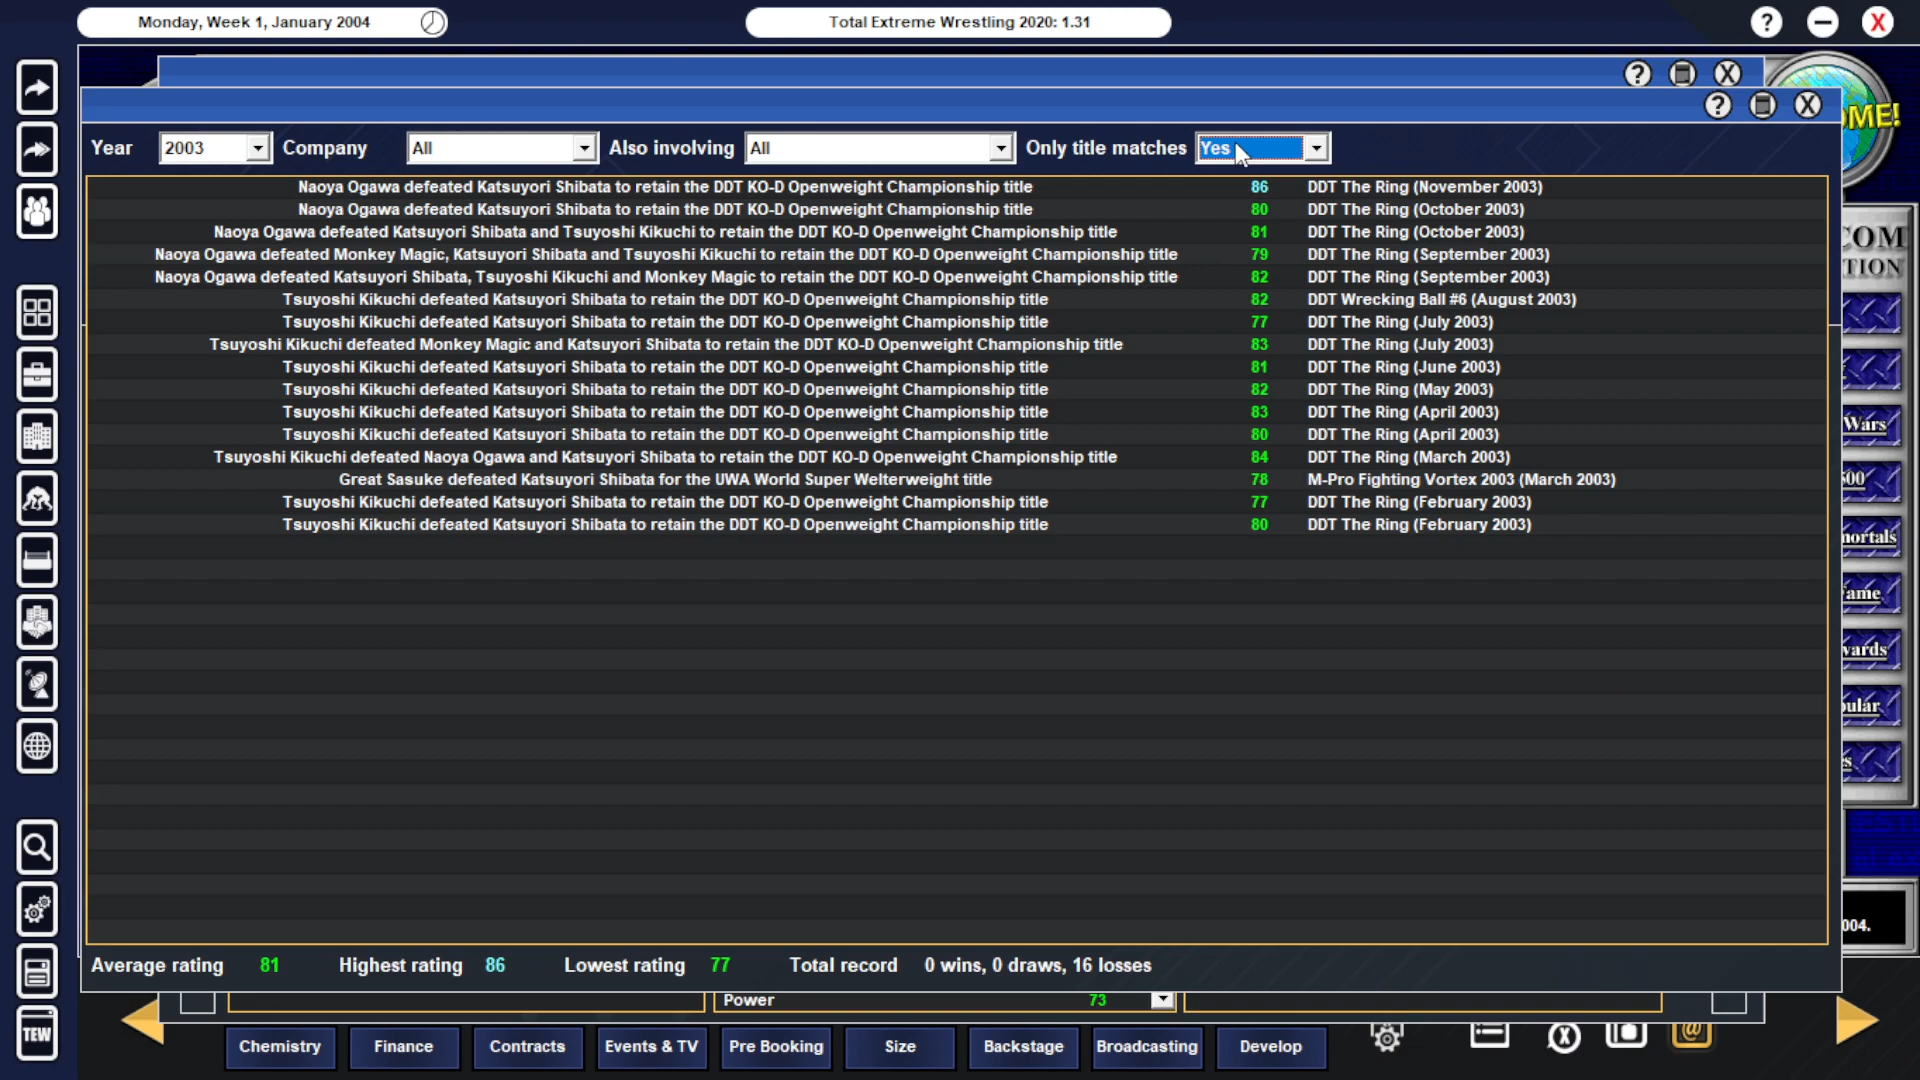 Monday, Week 1, January 2004
Total Extreme Wrestling 2020: 1.31
? – X
? X
? X
OME!
Year 2003 Company All Also involving All Only title matches Yes
Naoya Ogawa defeated Katsuyori Shibata to retain the DDT KO-D Openweight Championship title 86 DDT The Ring (November 2003)
Naoya Ogawa defeated Katsuyori Shibata to retain the DDT KO-D Openweight Championship title 80 DDT The Ring (October 2003)
Naoya Ogawa defeated Katsuyori Shibata and Tsuyoshi Kikuchi to retain the DDT KO-D Openweight Championship title 81 DDT The Ring (October 2003)
Naoya Ogawa defeated Monkey Magic, Katsuyori Shibata and Tsuyoshi Kikuchi to retain the DDT KO-D Openweight Championship title 79 DDT The Ring (September 2003)
Naoya Ogawa defeated Katsuyori Shibata, Tsuyoshi Kikuchi and Monkey Magic to retain the DDT KO-D Openweight Championship title 82 DDT The Ring (September 2003)
Tsuyoshi Kikuchi defeated Katsuyori Shibata to retain the DDT KO-D Openweight Championship title 82 DDT Wrecking Ball #6 (August 2003)
Tsuyoshi Kikuchi defeated Katsuyori Shibata to retain the DDT KO-D Openweight Championship title 77 DDT The Ring (July 2003)
Tsuyoshi Kikuchi defeated Monkey Magic and Katsuyori Shibata to retain the DDT KO-D Openweight Championship title 83 DDT The Ring (July 2003)
Tsuyoshi Kikuchi defeated Katsuyori Shibata to retain the DDT KO-D Openweight Championship title 81 DDT The Ring (June 2003)
Tsuyoshi Kikuchi defeated Katsuyori Shibata to retain the DDT KO-D Openweight Championship title 82 DDT The Ring (May 2003)
Tsuyoshi Kikuchi defeated Katsuyori Shibata to retain the DDT KO-D Openweight Championship title 83 DDT The Ring (April 2003)
Tsuyoshi Kikuchi defeated Katsuyori Shibata to retain the DDT KO-D Openweight Championship title 80 DDT The Ring (April 2003)
Tsuyoshi Kikuchi defeated Naoya Ogawa and Katsuyori Shibata to retain the DDT KO-D Openweight Championship title 84 DDT The Ring (March 2003)
Great Sasuke defeated Katsuyori Shibata for the UWA World Super Welterweight title 78 M-Pro Fighting Vortex 2003 (March 2003)
Tsuyoshi Kikuchi defeated Katsuyori Shibata to retain the DDT KO-D Openweight Championship title 77 DDT The Ring (February 2003)
Tsuyoshi Kikuchi defeated Katsuyori Shibata to retain the DDT KO-D Openweight Championship title 80 DDT The Ring (February 2003)
COM
TION
Wars
00
nortals
ame
wards
pular
s
004.
Average rating 81 Highest rating 86 Lowest rating 77 Total record 0 wins, 0 draws, 16 losses
Power 73
TEW
Chemistry Finance Contracts Events & TV Pre Booking Size Backstage Broadcasting Develop
X @